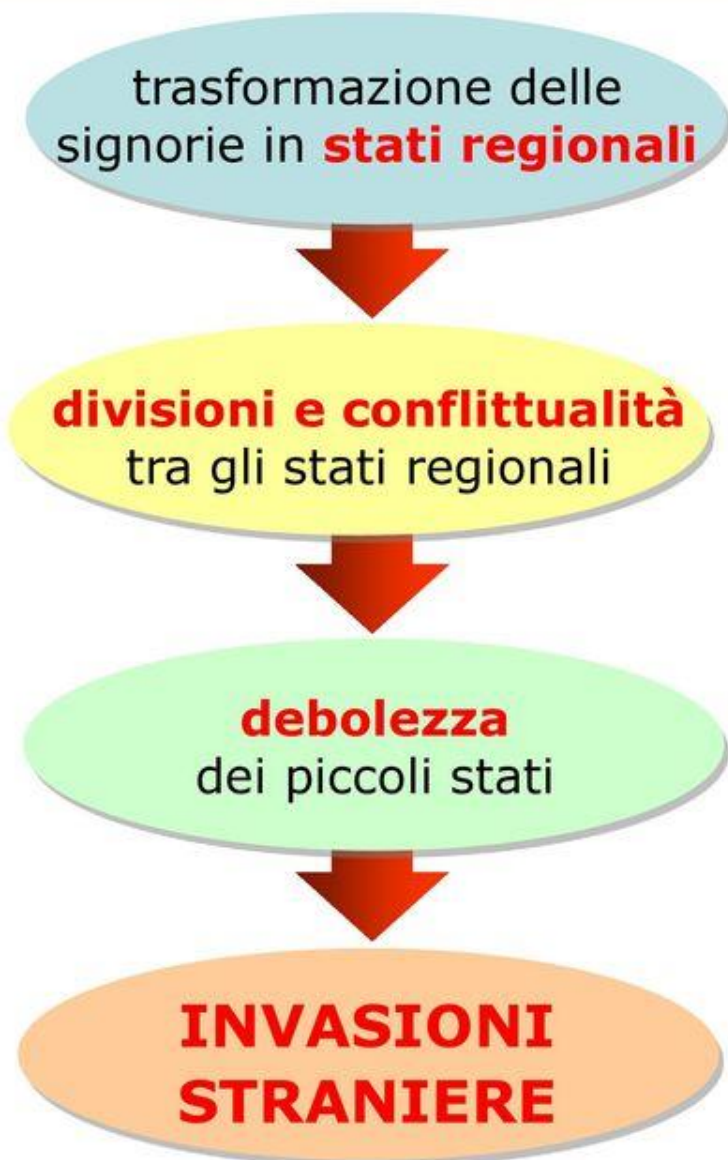 trasformazione delle
signorie in stati regionali
divisioni e conflittualità
tra gli stati regionali
debolezza
dei piccoli stati
INVASIONI
STRANIERE